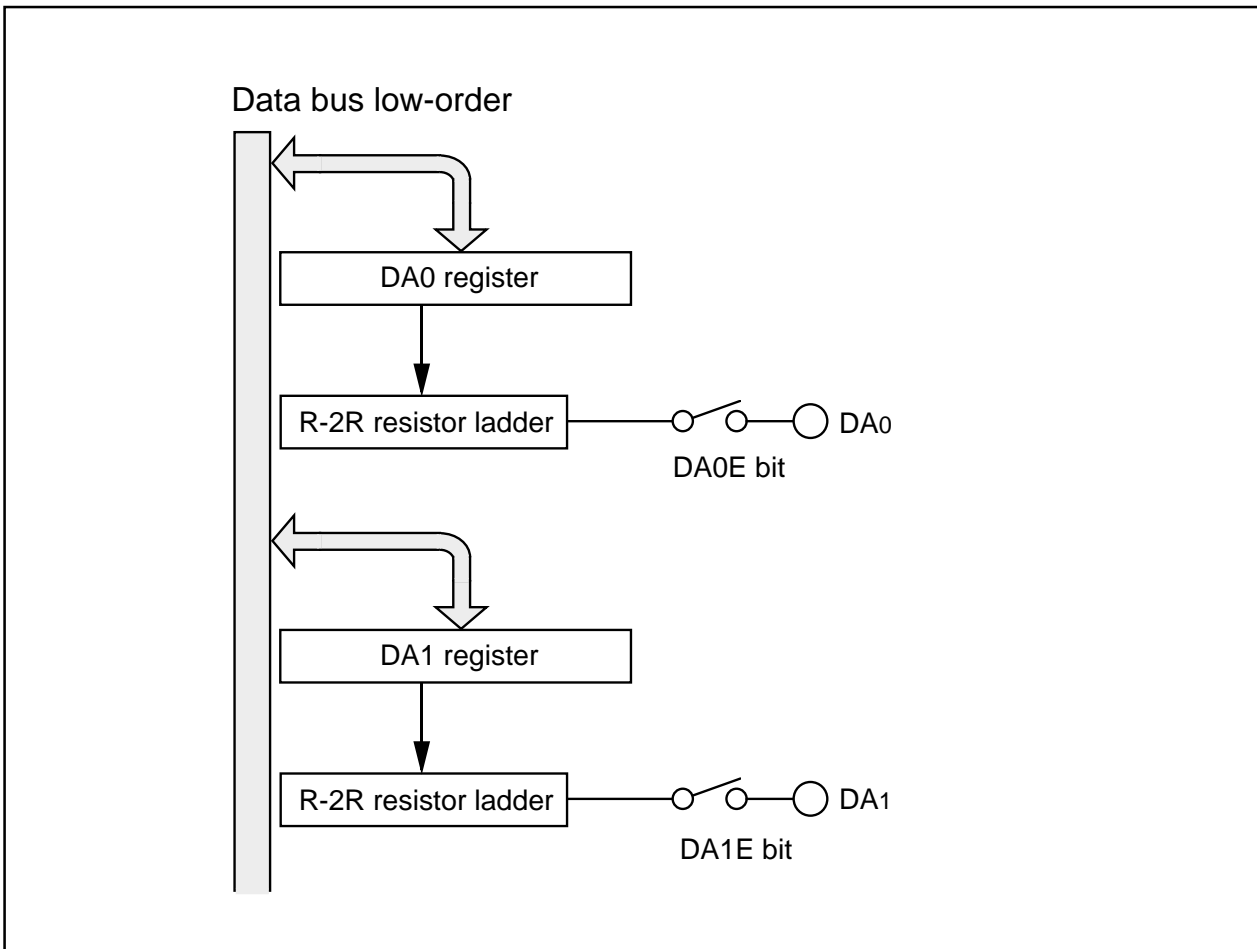 Data bus low-order
DA0 register
R-2R resistor ladder
DA0
DA0E bit
DA1 register
R-2R resistor ladder
DA1
DA1E bit